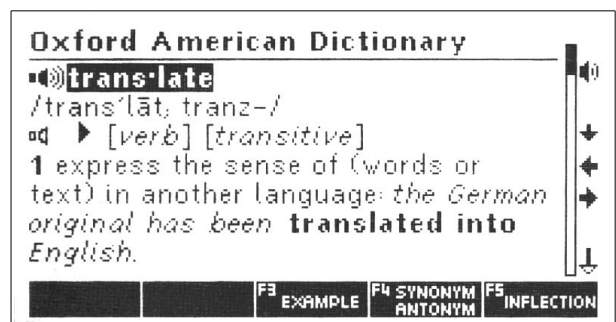 Oxford American Dictionary
trans·late
/trans′lāt; tranz–/
[verb] [transitive]
1 express the sense of (words or
text) in another language: the German
original has been translated into
English.
F3 EXAMPLE F4 SYNONYM ANTONYM F5 INFLECTION